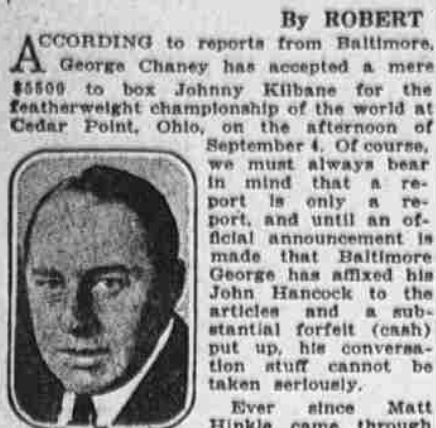 By ROBERT
ACCORDING to reports from Baltimore,
George Chaney has accepted a mere
$5500 to box Johnny Kilbane for the
featherweight championship of the world at
Cedar Point, Ohio, on the afternoon of
September 4. Of course,
we must always bear
in mind that a re-
port is only a re-
port, and until an of-
ficial announcement is
made that Baltimore
George has affixed his
John Hancock to the
articles and a sub-
stantial forfeit (cash)
put up, his conversa-
tion stuff cannot be
taken seriously.
Ever since Matt
Hinkle came through